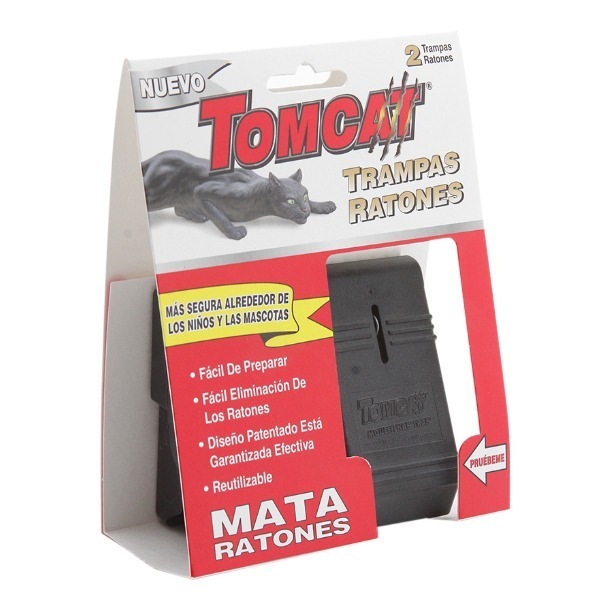 NUEVO
2 Trampas
Ratones
TOMCAT®
TRAMPAS
RATONES
MÁS SEGURA ALREDEDOR DE
LOS NIÑOS Y LAS MASCOTAS
• Fácil De Preparar
• Fácil Eliminación De
Los Ratones
• Diseño Patentado Está
Garantizada Efectiva
• Reutilizable
TOMCAT
PRUÉBEME
MATA
RATONES